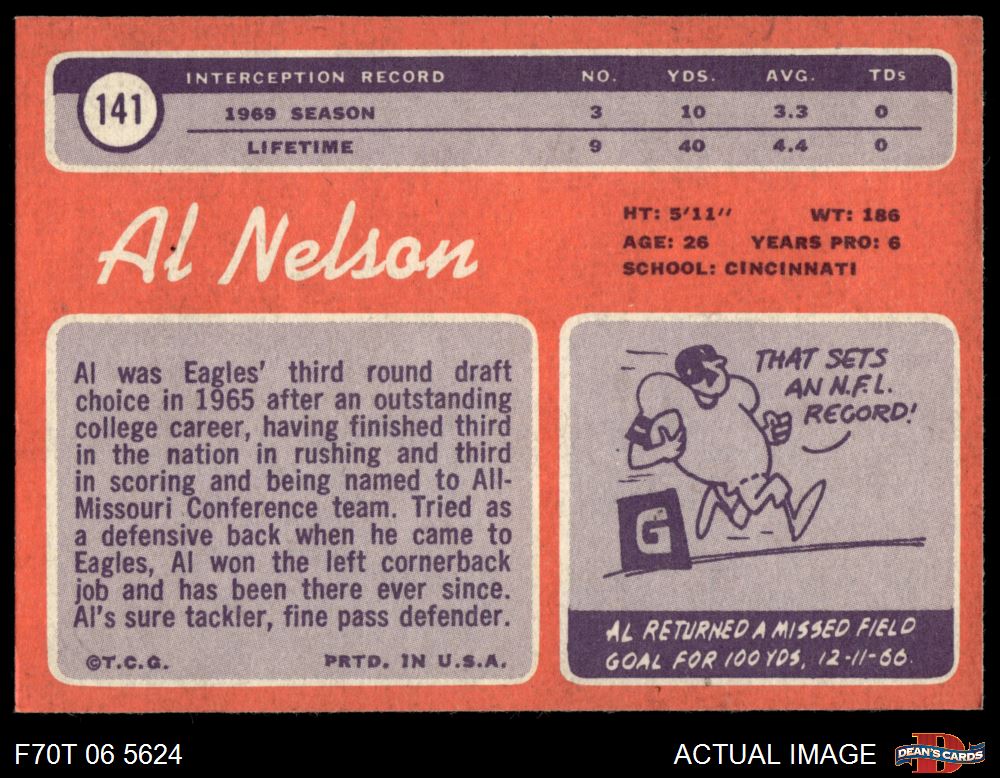 141
INTERCEPTION RECORD NO. YDS. AVG. TDs
1969 SEASON 3 10 3.3 0
LIFETIME 9 40 4.4 0
Al Nelson
HT: 5'11" WT: 186
AGE: 26 YEARS PRO: 6
SCHOOL: CINCINNATI
Al was Eagles' third round draft
choice in 1965 after an outstanding
college career, having finished third
in the nation in rushing and third
in scoring and being named to All-
Missouri Conference team. Tried as
a defensive back when he came to
Eagles, Al won the left cornerback
job and has been there ever since.
Al's sure tackler, fine pass defender.
©T.C.G. PRTD. IN U.S.A.
THAT SETS
AN N.F.L.
RECORD!
G
AL RETURNED A MISSED FIELD
GOAL FOR 100 YDS, 12-11-66.
F70T 06 5624
ACTUAL IMAGE
D
DEAN'S CARDS